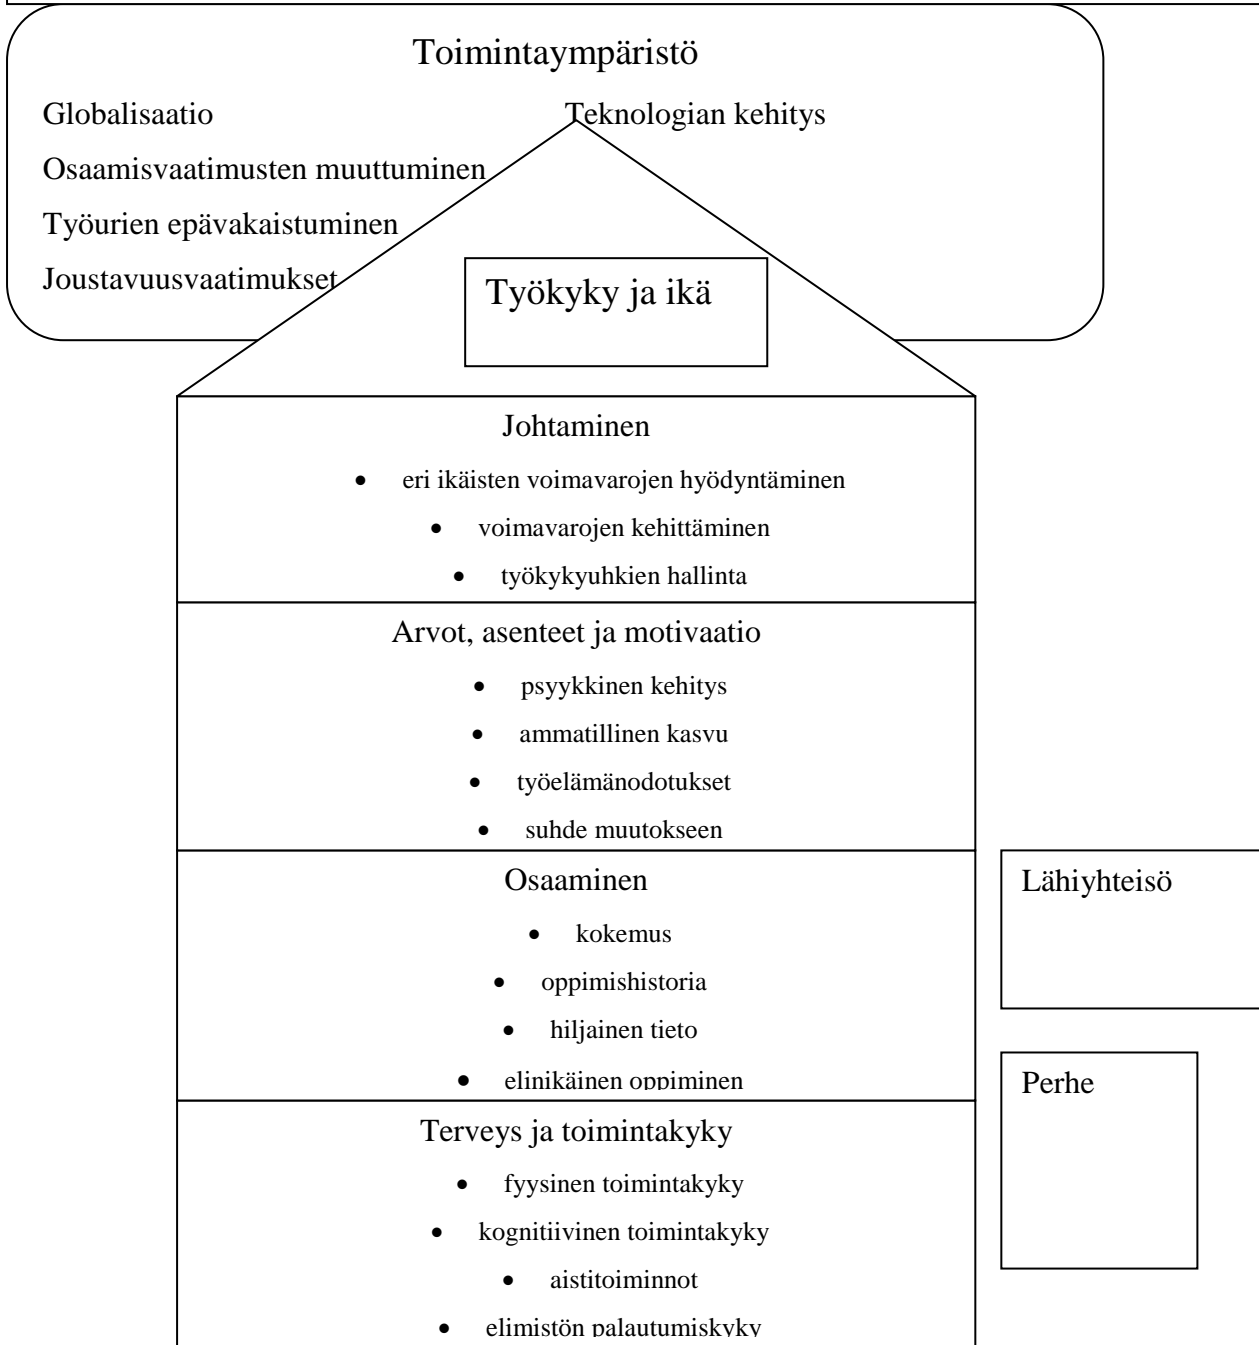 Toimintaympäristö
Globalisaatio Teknologian kehitys
Osaamisvaatimusten muuttuminen
Työurien epävakaistuminen
Joustavuusvaatimukset
Työkyky ja ikä
Johtaminen
• eri ikäisten voimavarojen hyödyntäminen
• voimavarojen kehittäminen
• työkykyuhkien hallinta
Arvot, asenteet ja motivaatio
• psyykkinen kehitys
• ammatillinen kasvu
• työelämänodotukset
• suhde muutokseen
Osaaminen
• kokemus
• oppimishistoria
• hiljainen tieto
• elinikäinen oppiminen
Lähiyhteisö
Perhe
Terveys ja toimintakyky
• fyysinen toimintakyky
• kognitiivinen toimintakyky
• aistitoiminnot
• elimistön palautumiskyky